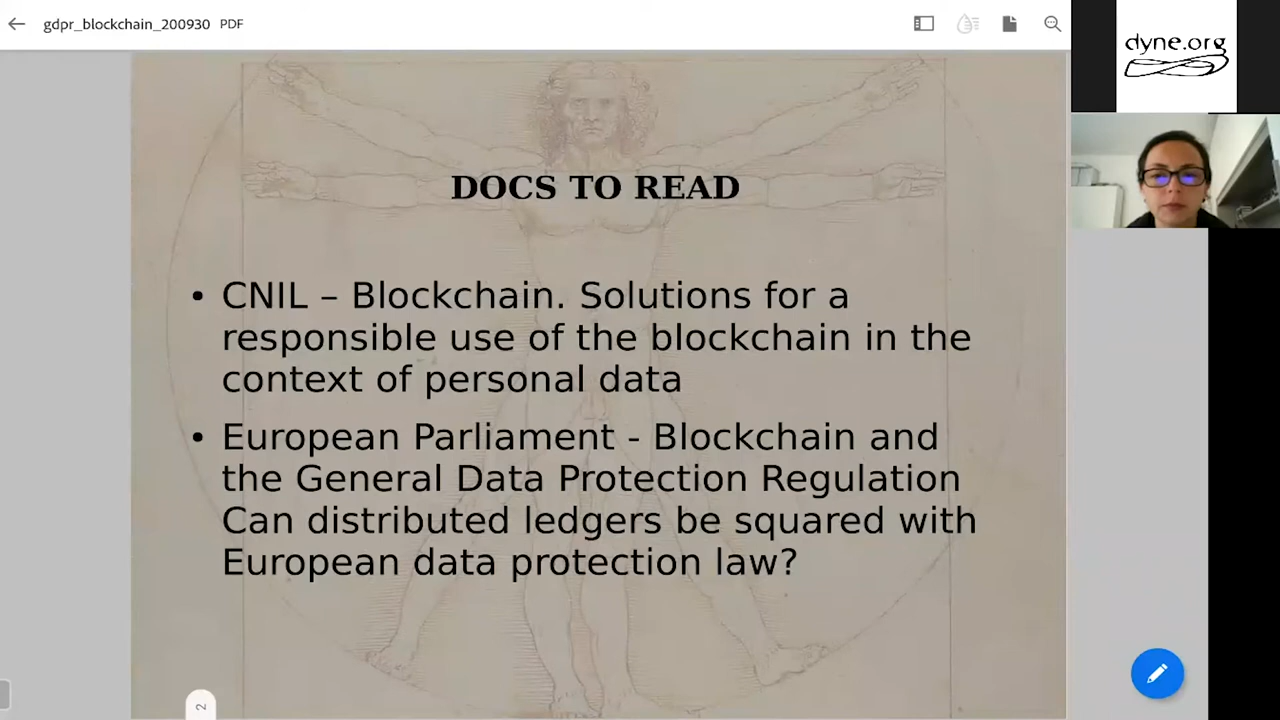 gdpr_blockchain_200930 PDF
dyne.org
DOCS TO READ
• CNIL – Blockchain. Solutions for a
responsible use of the blockchain in the
context of personal data
• European Parliament - Blockchain and
the General Data Protection Regulation
Can distributed ledgers be squared with
European data protection law?
2